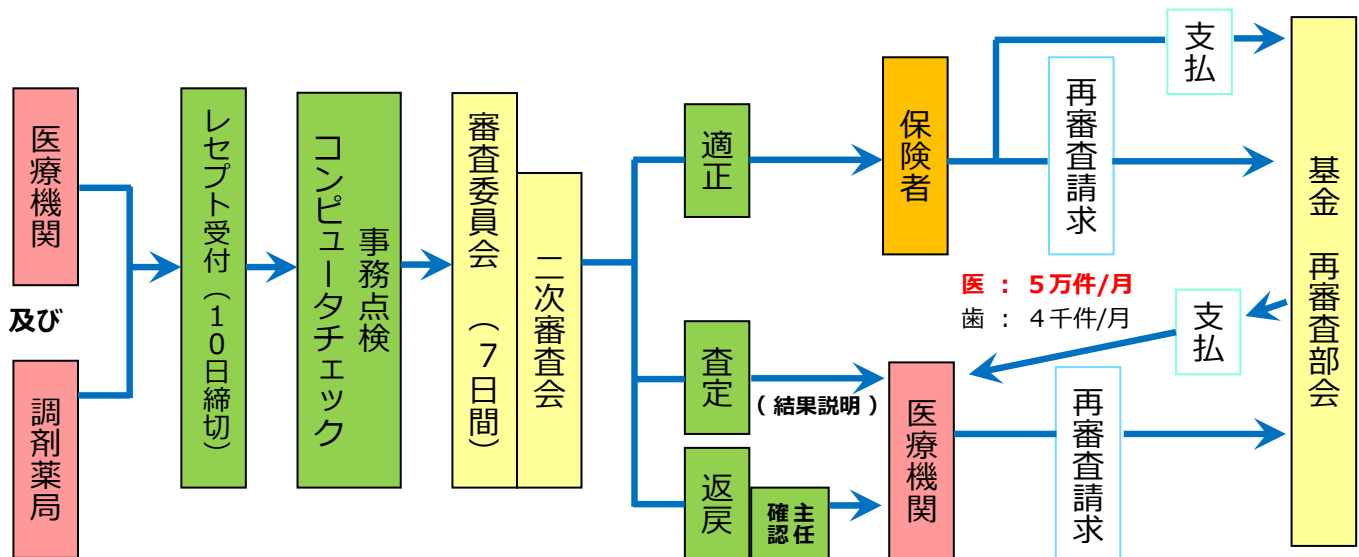 医療機関
及び
調剤薬局
レセプト受付(10日締切)
事務点検
コンピュータチェック
審査委員会 (7日間)
二次審査会
適正
査定
(結果説明)
返戻
主任
確認
保険者
支払
再審査請求
医 : 5万件/月
歯 : 4千件/月
支払
医療機関
再審査請求
基金 再審査部会